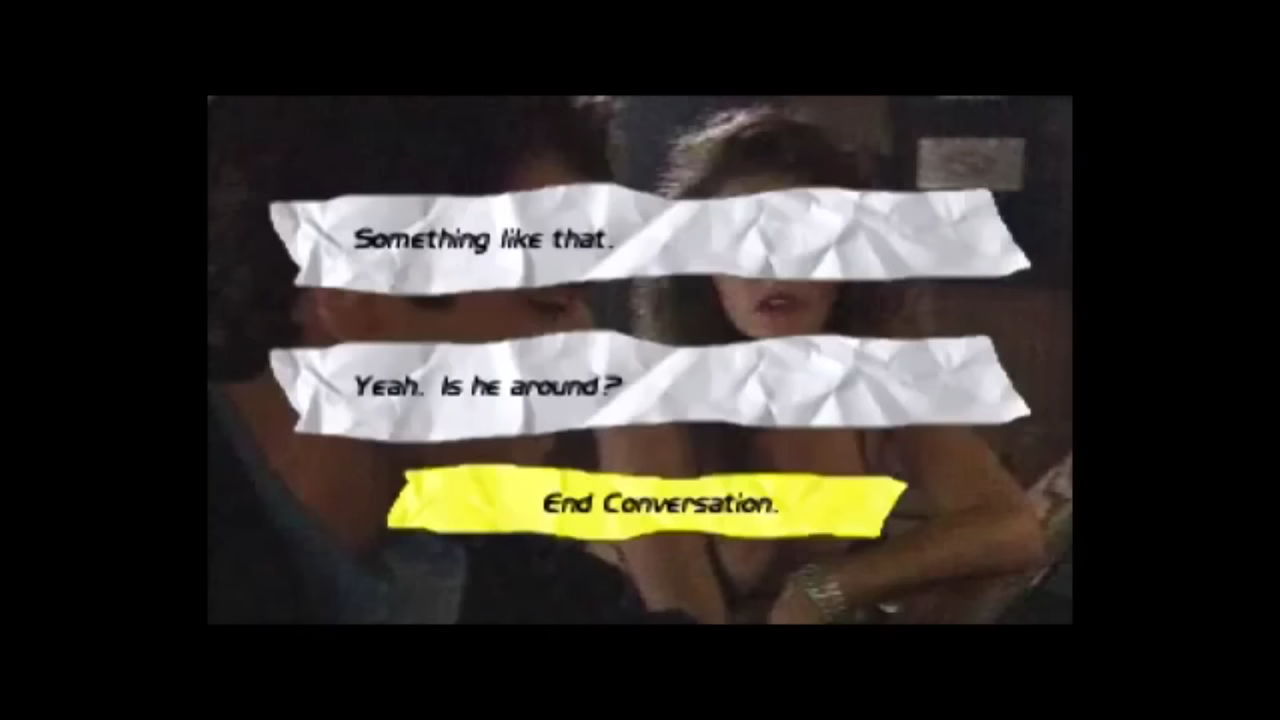 Something like that.
Yeah. Is he around?
End Conversation.